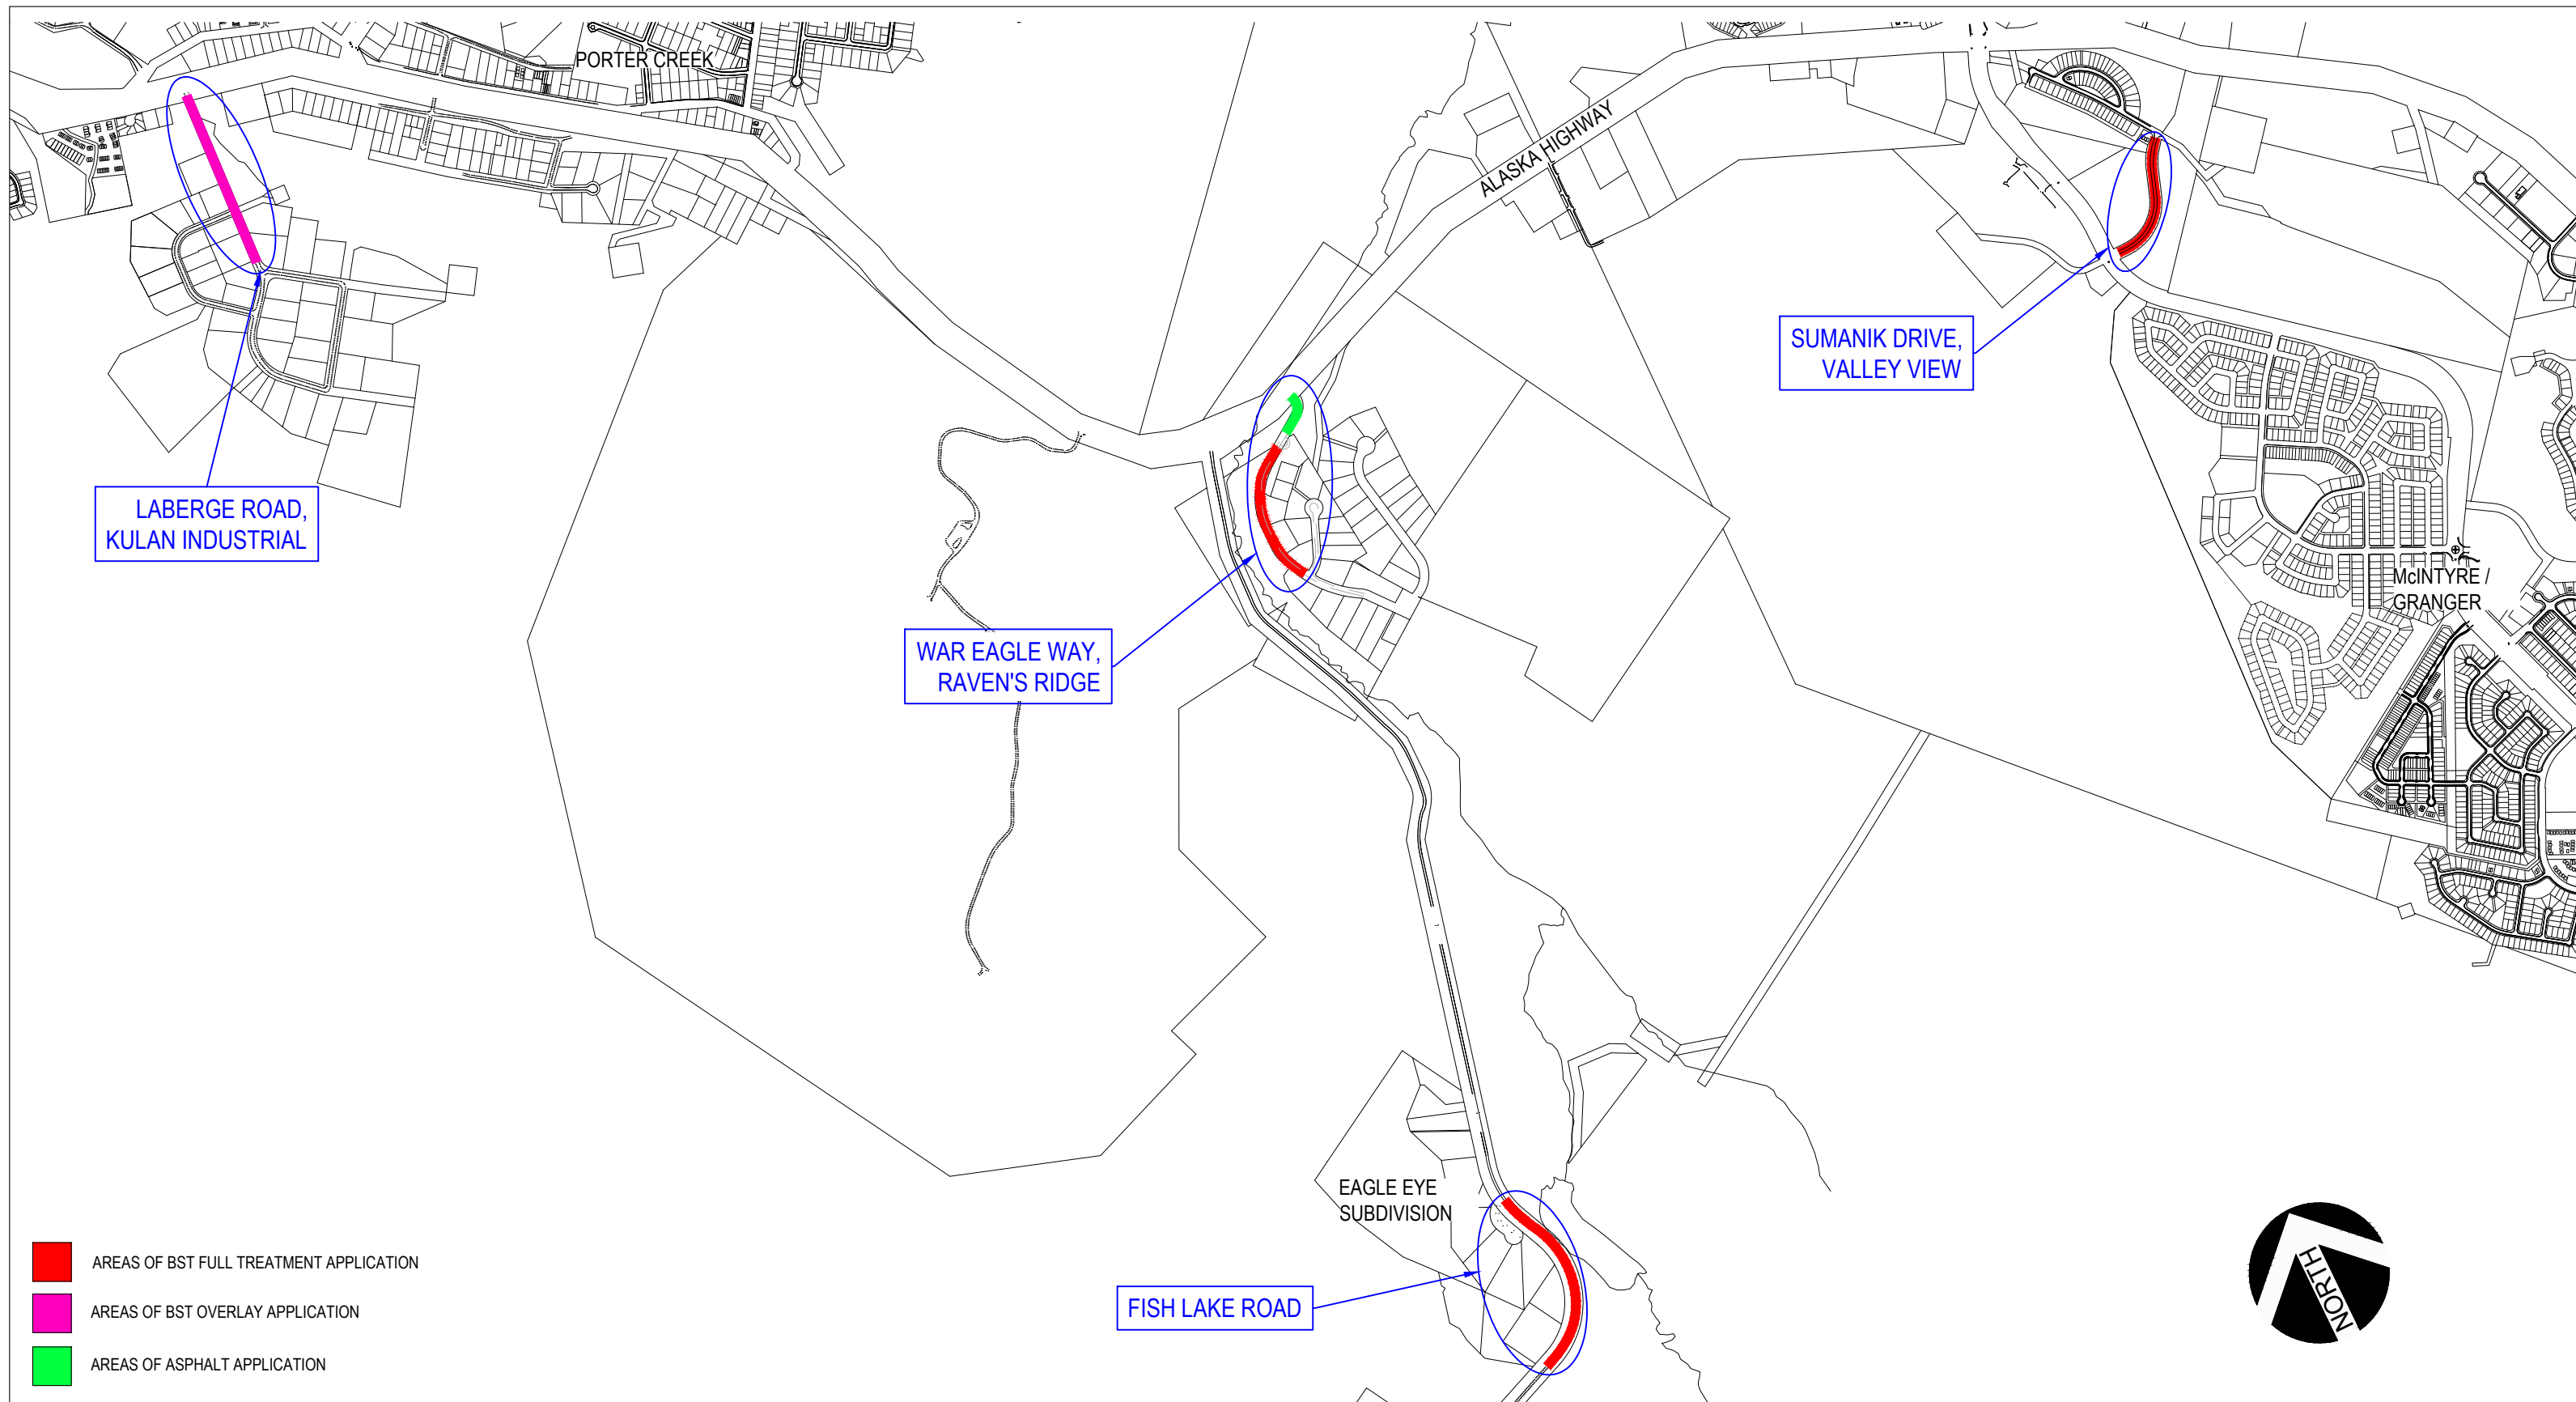 PORTER CREEK
ALASKA HIGHWAY
SUMANIK DRIVE,
VALLEY VIEW
LABERGE ROAD,
KULAN INDUSTRIAL
McINTYRE /
GRANGER
WAR EAGLE WAY,
RAVEN'S RIDGE
EAGLE EYE
SUBDIVISION
FISH LAKE ROAD
AREAS OF BST FULL TREATMENT APPLICATION
AREAS OF BST OVERLAY APPLICATION
AREAS OF ASPHALT APPLICATION
NORTH